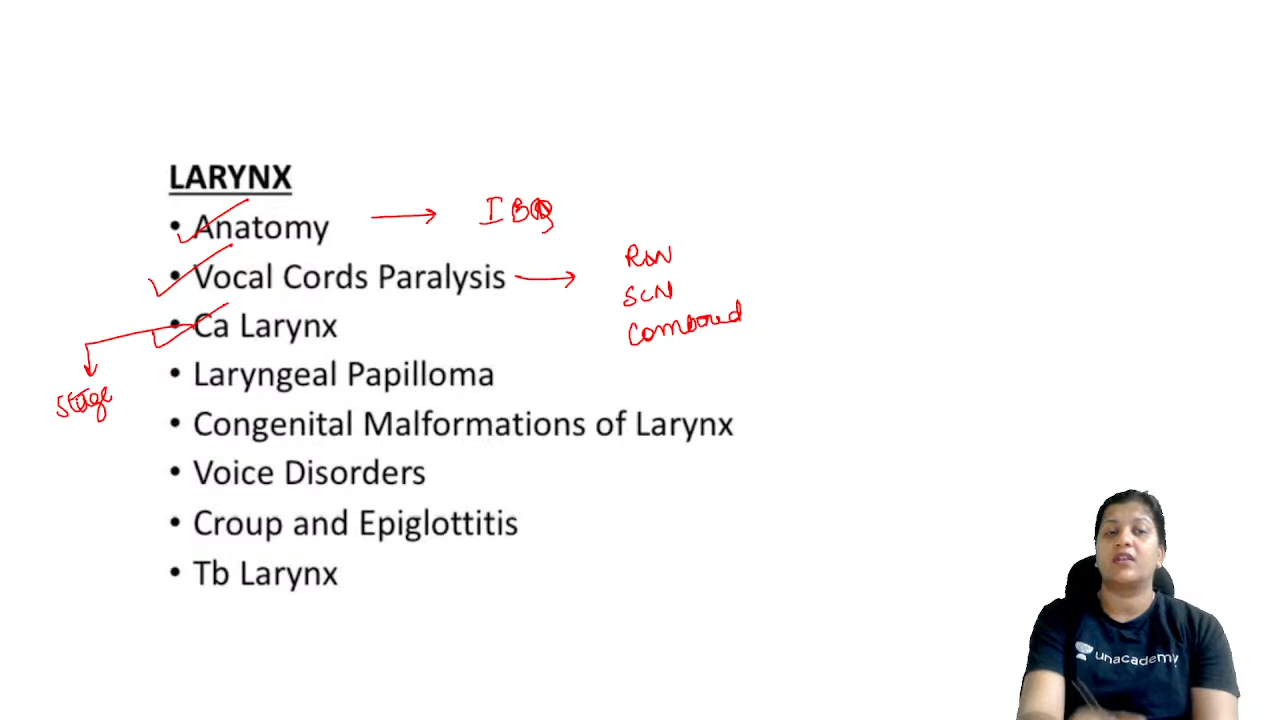 LARYNX
• Anatomy → IBQ
• Vocal Cords Paralysis → RLN
SLN
Combined
• Ca Larynx
Stage
• Laryngeal Papilloma
• Congenital Malformations of Larynx
• Voice Disorders
• Croup and Epiglottitis
• Tb Larynx
unacademy